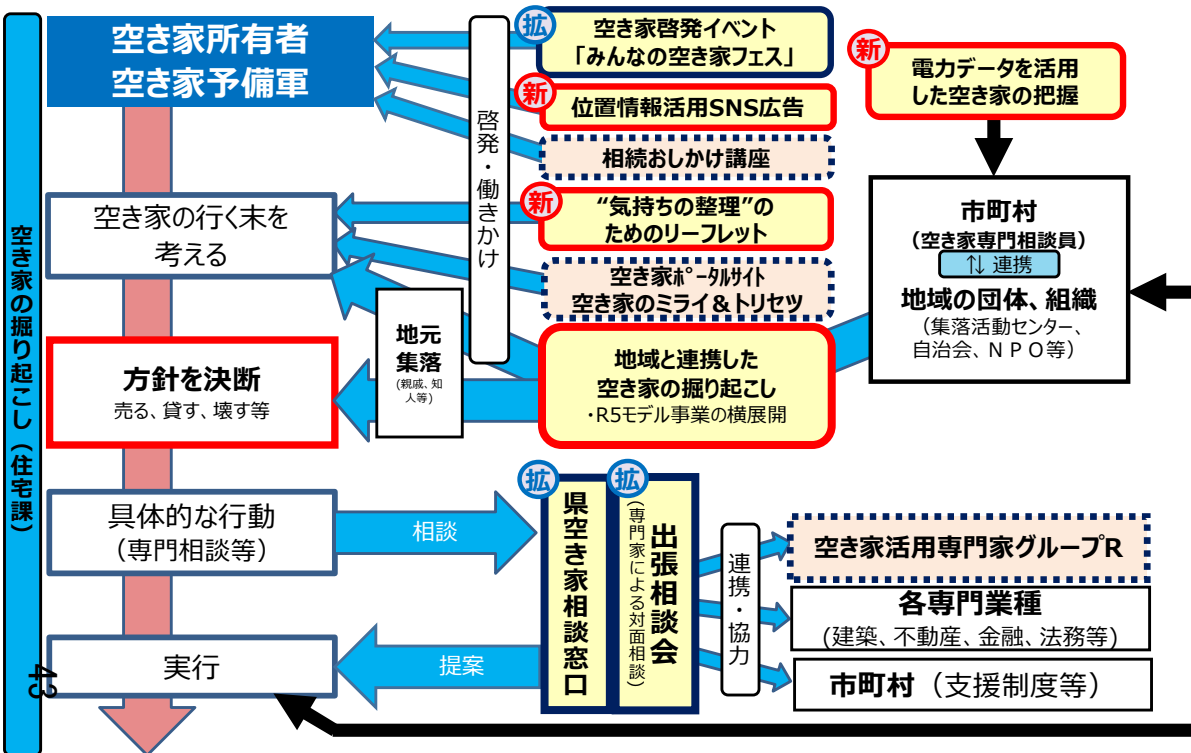 空き家の掘り起こし（住宅課）
43
空き家所有者
空き家予備軍
空き家の行く末を
考える
方針を決断
売る、貸す、壊す等
具体的な行動
（専門相談等）
実行
啓発・働きかけ
拡
空き家啓発イベント
「みんなの空き家フェス」
新
位置情報活用SNS広告
相続おしかけ講座
新
“気持ちの整理”の
ためのリーフレット
空き家ポータルサイト
空き家のミライ＆トリセツ
地元
集落
(親戚、知
人等)
地域と連携した
空き家の掘り起こし
・R5モデル事業の横展開
新
電力データを活用
した空き家の把握
市町村
(空き家専門相談員)
⇅ 連携
地域の団体、組織
（集落活動センター、
自治会、ＮＰＯ等）
相談
提案
拡
県空き家相談窓口
拡
出張相談会
(専門家による対面相談)
連携・協力
空き家活用専門家グループR
各専門業種
(建築、不動産、金融、法務等)
市町村（支援制度等）